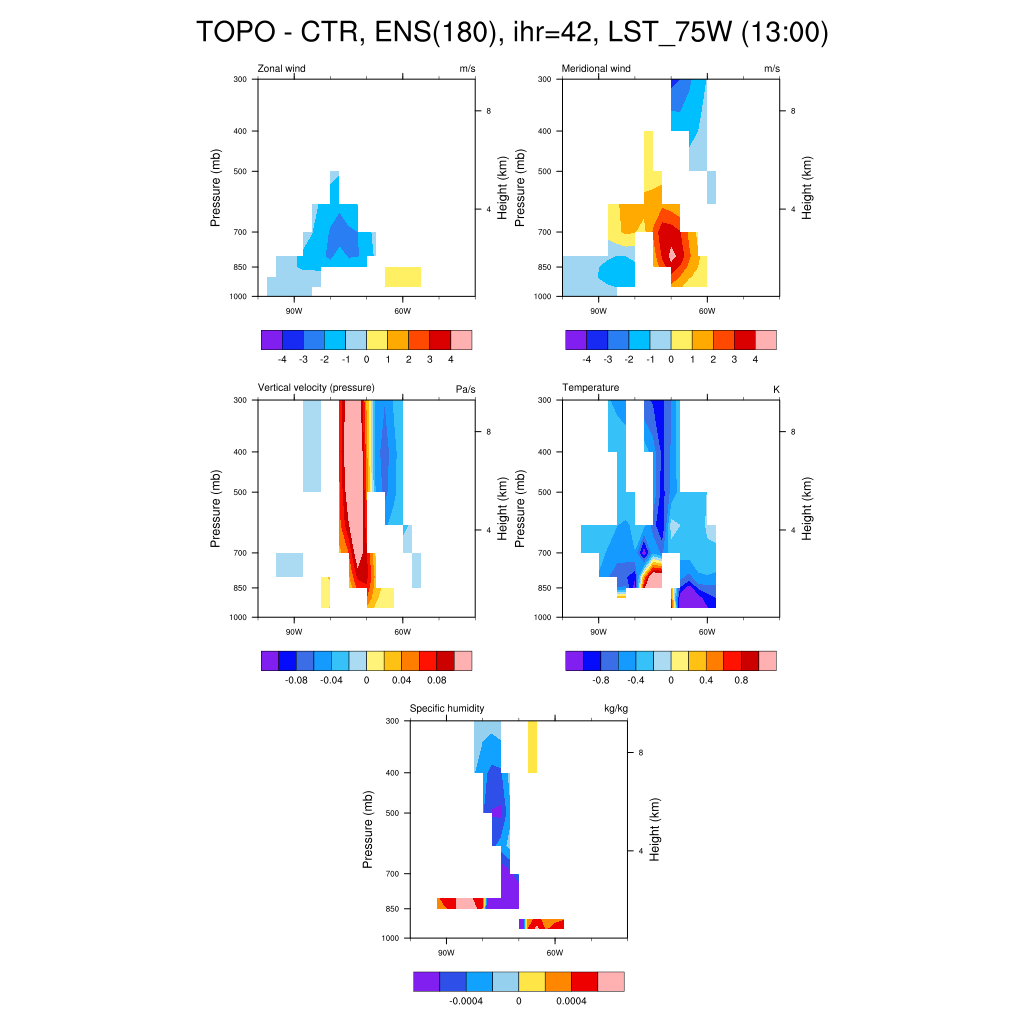 TOPO - CTR, ENS(180), ihr=42, LST_75W (13:00)
Zonal wind m/s
Pressure (mb)
300
400
500
700
850
1000
90W 60W
8
4
Height (km)
-4 -3 -2 -1 0 1 2 3 4
Meridional wind m/s
Pressure (mb)
300
400
500
700
850
1000
90W 60W
8
4
Height (km)
-4 -3 -2 -1 0 1 2 3 4
Vertical velocity (pressure) Pa/s
Pressure (mb)
300
400
500
700
850
1000
90W 60W
8
4
Height (km)
-0.08 -0.04 0 0.04 0.08
Temperature K
Pressure (mb)
300
400
500
700
850
1000
90W 60W
8
4
Height (km)
-0.8 -0.4 0 0.4 0.8
Specific humidity kg/kg
Pressure (mb)
300
400
500
700
850
1000
90W 60W
8
4
Height (km)
-0.0004 0 0.0004